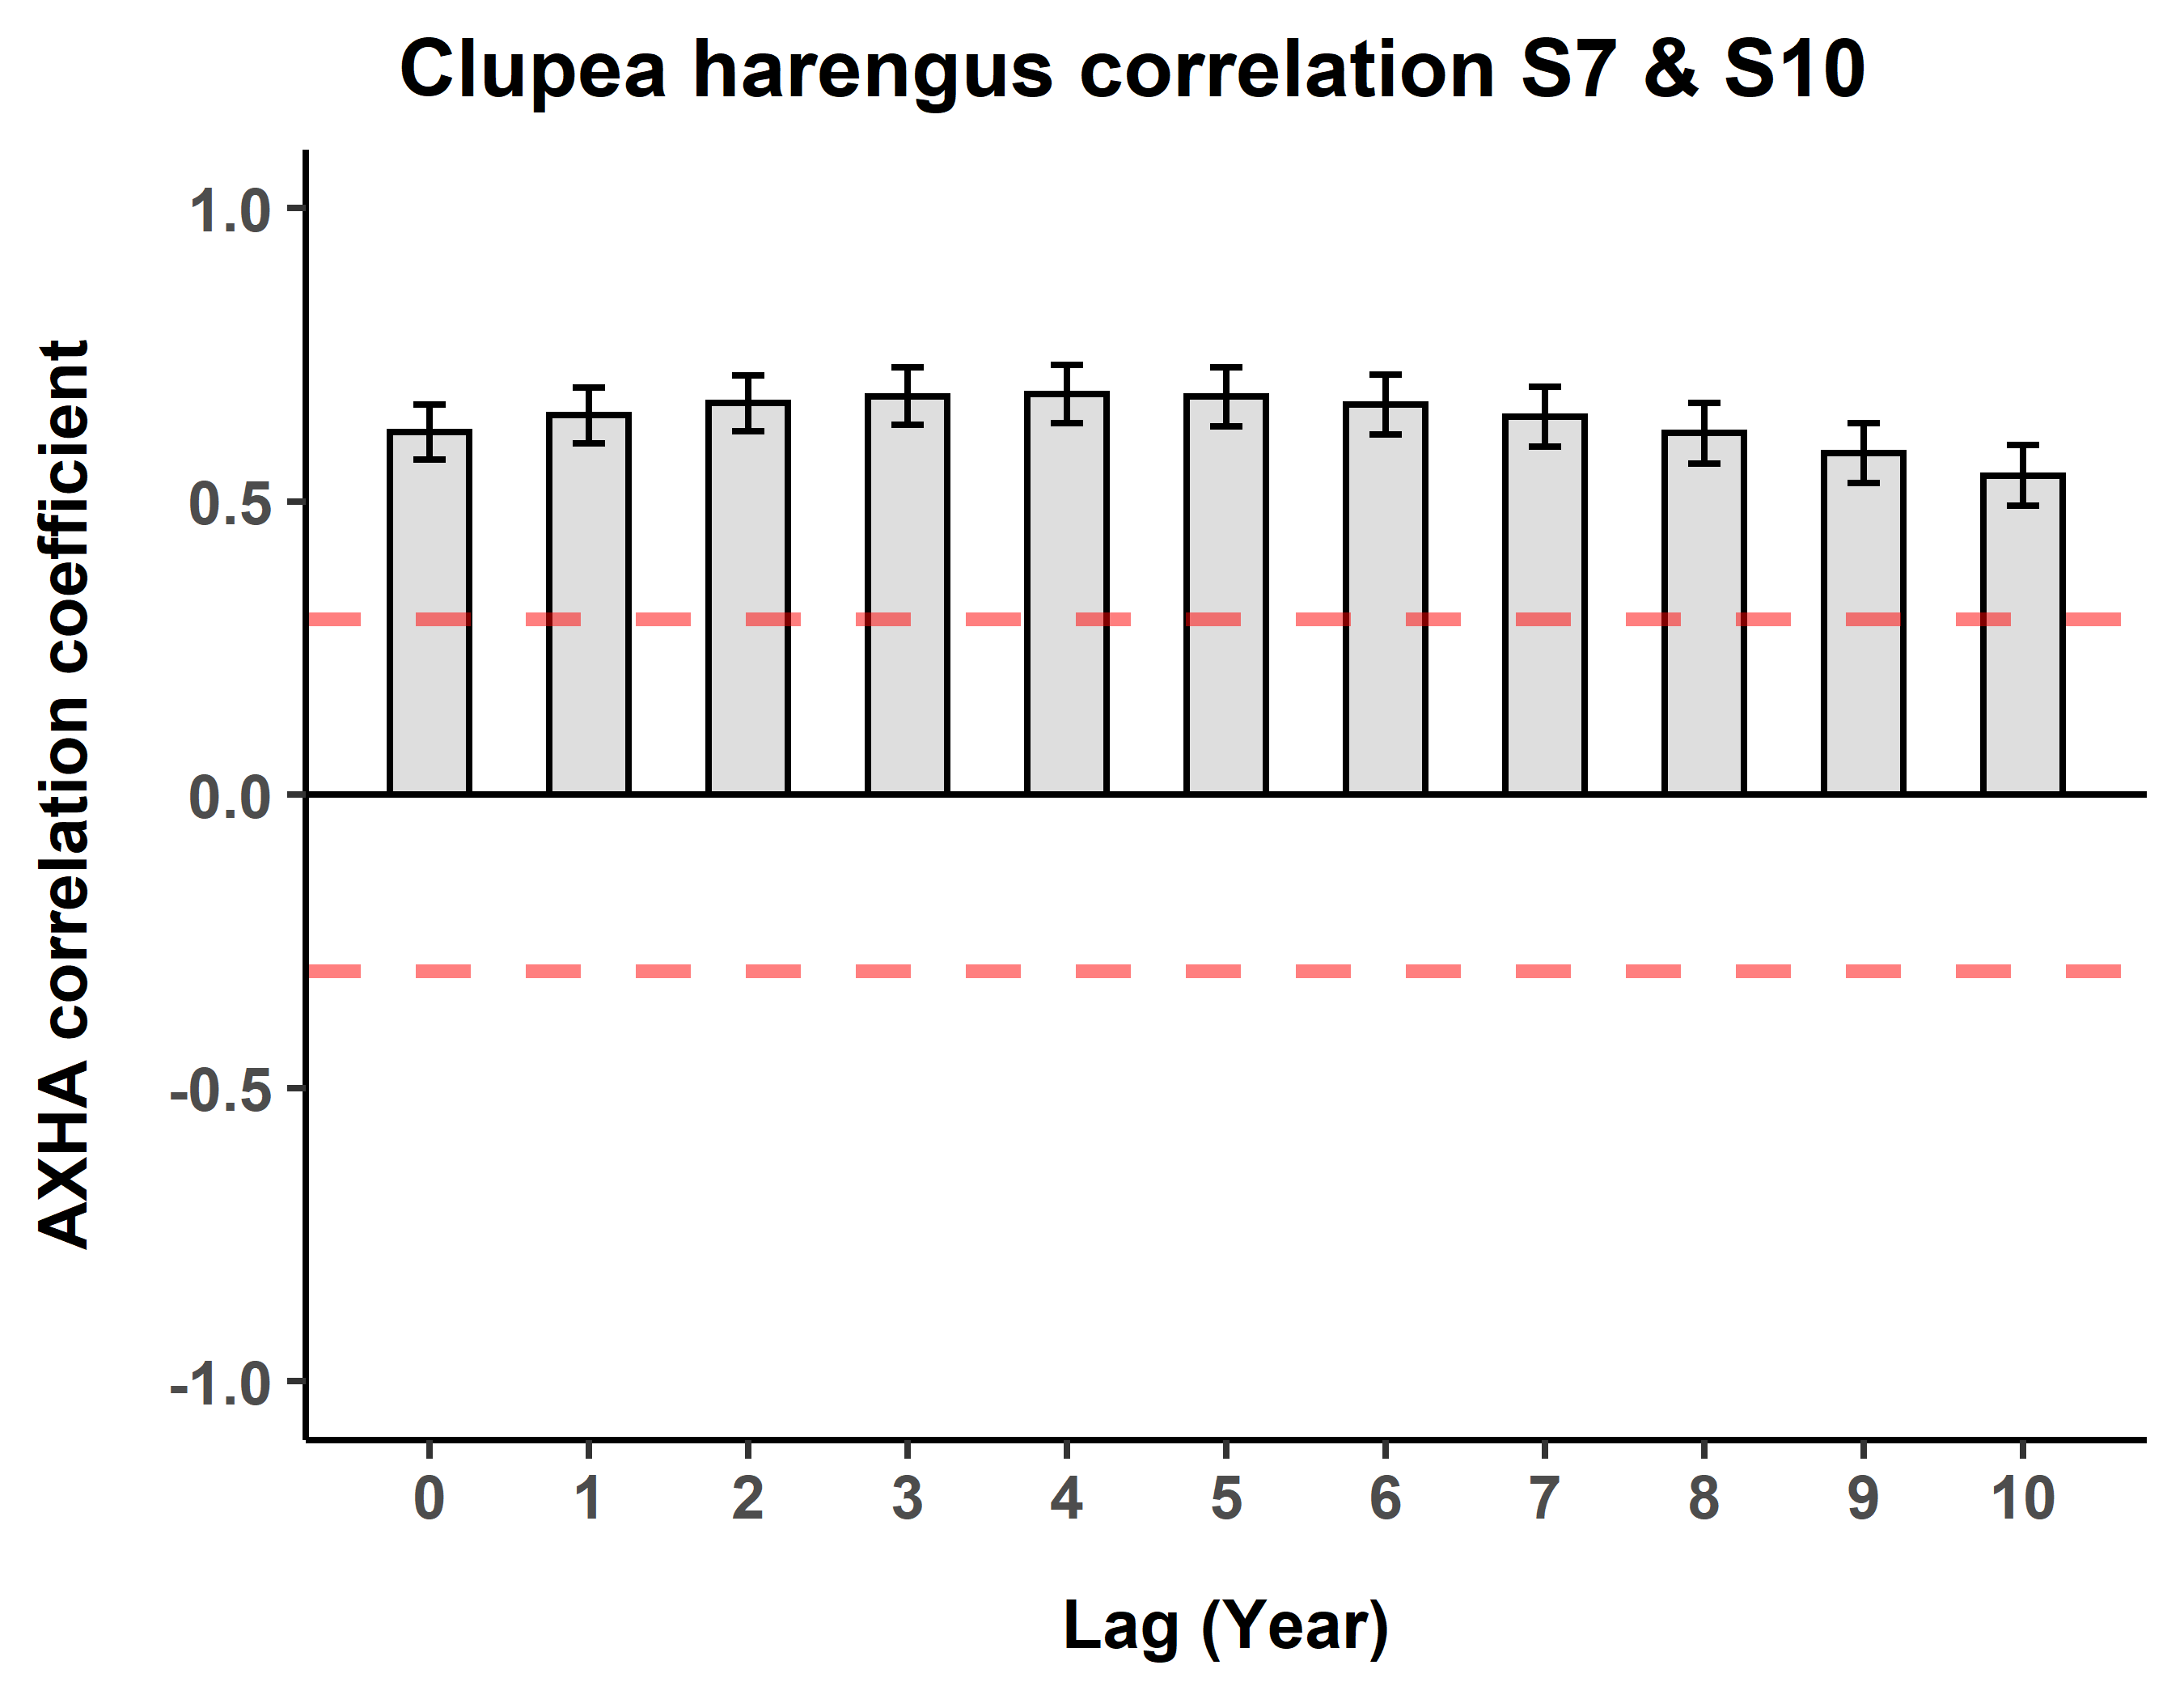 Clupea harengus correlation S7 & S10
AXHA correlation coefficient
1.0
0.5
0.0
-0.5
-1.0
0 1 2 3 4 5 6 7 8 9 10
Lag (Year)